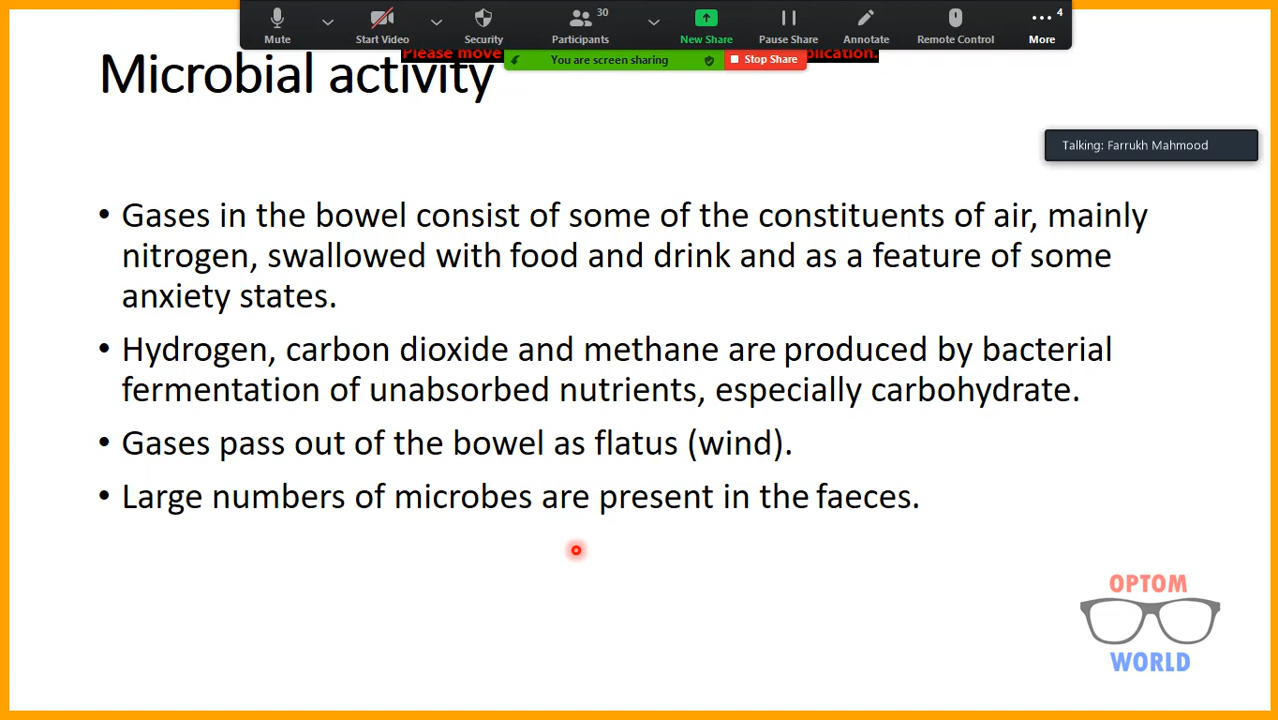 30
4
Mute
Start Video
Security
Participants
New Share
Pause Share
Annotate
Remote Control
More
Please move
You are screen sharing
Stop Share
plication.
Microbial activity
Talking: Farrukh Mahmood
• Gases in the bowel consist of some of the constituents of air, mainly
nitrogen, swallowed with food and drink and as a feature of some
anxiety states.
• Hydrogen, carbon dioxide and methane are produced by bacterial
fermentation of unabsorbed nutrients, especially carbohydrate.
• Gases pass out of the bowel as flatus (wind).
• Large numbers of microbes are present in the faeces.
OPTOM
WORLD